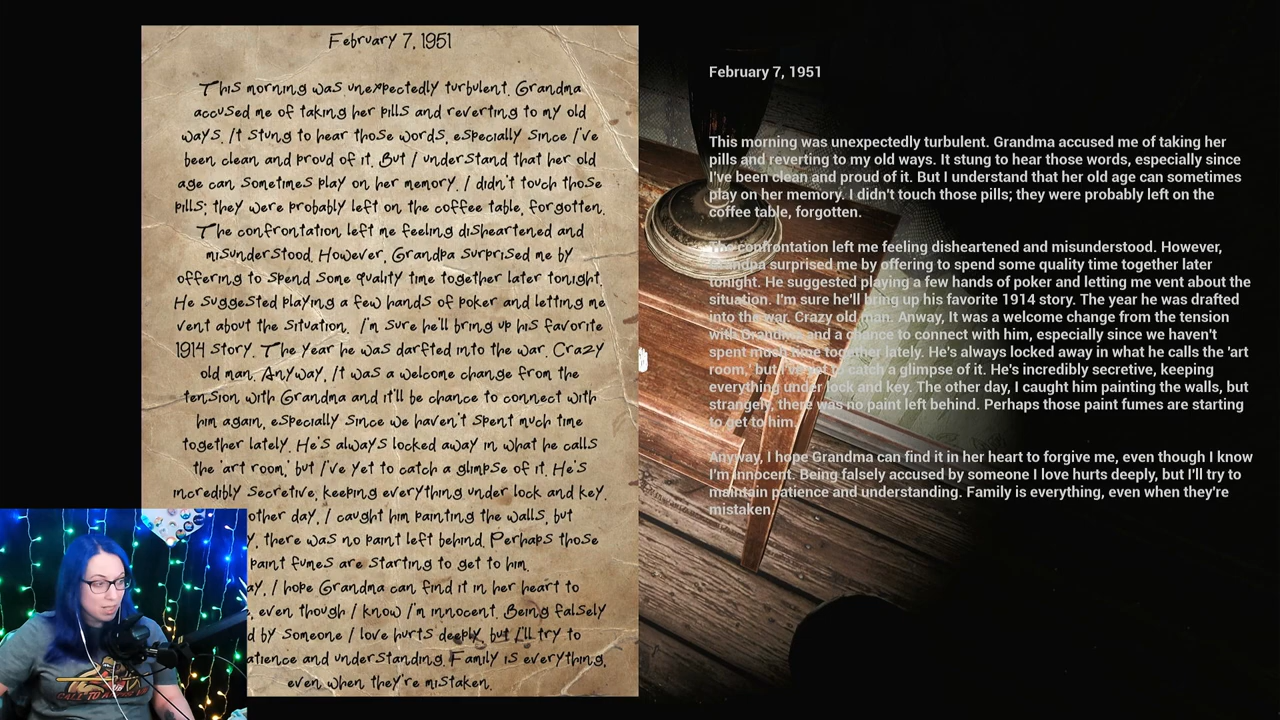 February 7, 1951
This morning was unexpectedly turbulent. Grandma
accused me of taking her pills and reverting to my old
ways. It stung to hear those words, especially since I've
been clean and proud of it. But I understand that her old
age can sometimes play on her memory. I didn't touch those
pills; they were probably left on the coffee table, forgotten.
The confrontation left me feeling disheartened and
misunderstood. However, Grandpa surprised me by
offering to spend some quality time together later tonight.
He suggested playing a few hands of poker and letting me
vent about the situation. I'm sure he'll bring up his favorite
1914 story. The year he was darfted into the war. Crazy
old man. Anyway, It was a welcome change from the
tension with Grandma and it'll be chance to connect with
him again, especially since we haven't spent much time
together lately. He's always locked away in what he calls
the 'art room,' but I've yet to catch a glimpse of it. He's
incredibly secretive, keeping everything under lock and key.
other day, I caught him painting the walls, but
y, there was no paint left behind. Perhaps those
paint fumes are starting to get to him.
ay, I hope Grandma can find it in her heart to
, even though I know I'm innocent. Being falsely
d by someone I love hurts deeply, but I'll try to
atience and understanding. Family is everything,
even when they're mistaken.
February 7, 1951
This morning was unexpectedly turbulent. Grandma accused me of taking her
pills and reverting to my old ways. It stung to hear those words, especially since
I've been clean and proud of it. But I understand that her old age can sometimes
play on her memory. I didn't touch those pills; they were probably left on the
coffee table, forgotten.
The confrontation left me feeling disheartened and misunderstood. However,
Grandpa surprised me by offering to spend some quality time together later
tonight. He suggested playing a few hands of poker and letting me vent about the
situation. I'm sure he'll bring up his favorite 1914 story. The year he was drafted
into the war. Crazy old man. Anway, It was a welcome change from the tension
with Grandma and a chance to connect with him, especially since we haven't
spent much time together lately. He's always locked away in what he calls the 'art
room,' but I've yet to catch a glimpse of it. He's incredibly secretive, keeping
everything under lock and key. The other day, I caught him painting the walls, but
strangely, there was no paint left behind. Perhaps those paint fumes are starting
to get to him.
Anyway, I hope Grandma can find it in her heart to forgive me, even though I know
I'm innocent. Being falsely accused by someone I love hurts deeply, but I'll try to
maintain patience and understanding. Family is everything, even when they're
mistaken.